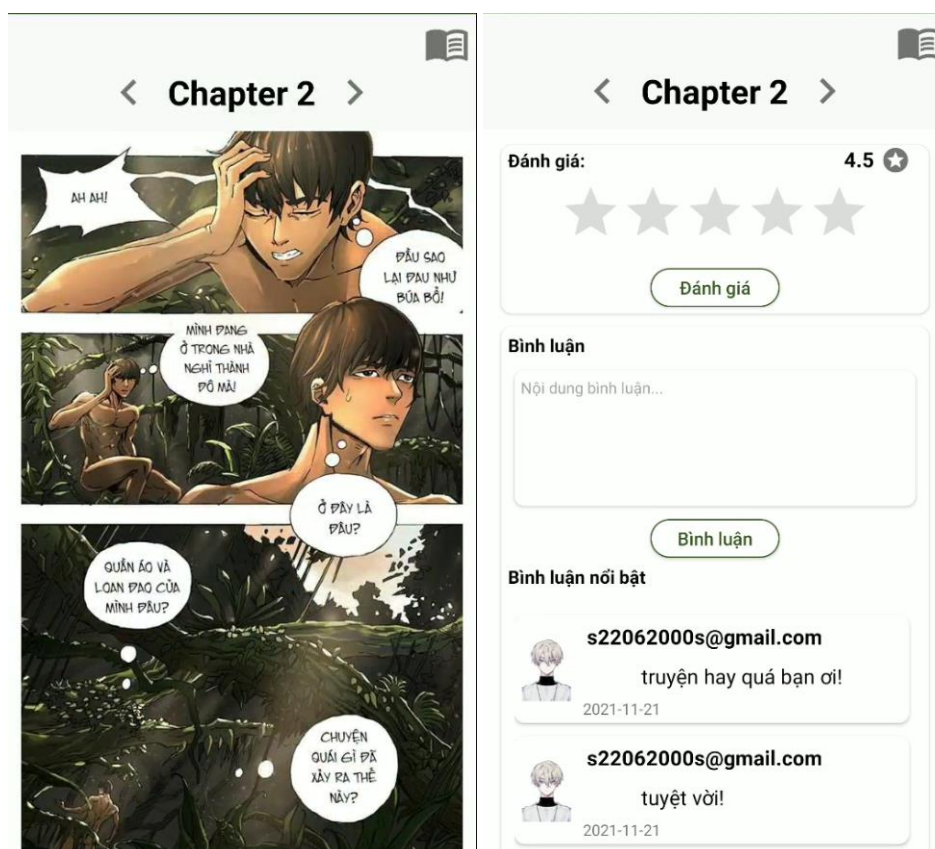 Chapter 2
AH AH!
ĐẦU SAO
LẠI ĐAU NHƯ
BÚA BỔ!
MÌNH ĐANG
Ở TRONG NHÀ
NGHỈ THÀNH
ĐÔ MÀ!
Ở ĐÂY LÀ
ĐÂU?
QUẦN ÁO VÀ
LOAN ĐAO CỦA
MÌNH ĐÂU?
CHUYỆN
QUÁI GÌ ĐÃ
XẢY RA THẾ
NÀY?
Chapter 2
Đánh giá: 4.5
Đánh giá
Bình luận
Nội dung bình luận...
Bình luận
Bình luận nổi bật
s22062000s@gmail.com
truyện hay quá bạn ơi!
2021-11-21
s22062000s@gmail.com
tuyệt vời!
2021-11-21